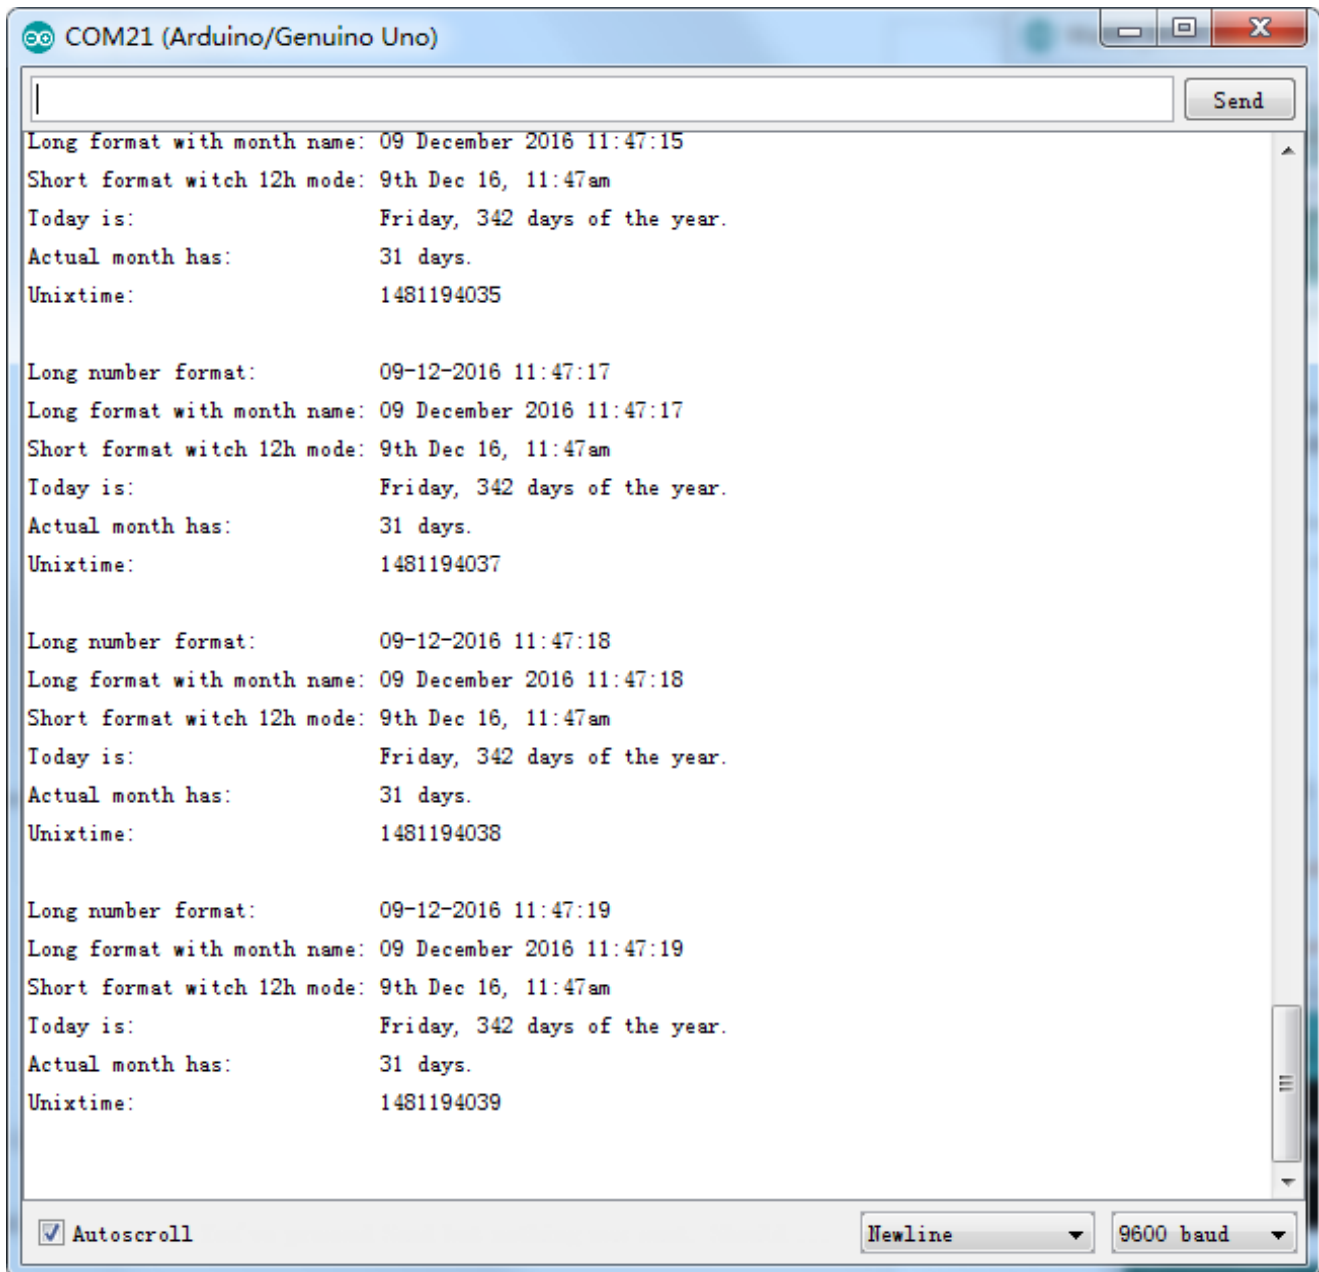 COM21 (Arduino/Genuino Uno)
Send
Long format with month name: 09 December 2016 11:47:15
Short format witch 12h mode: 9th Dec 16, 11:47am
Today is: Friday, 342 days of the year.
Actual month has: 31 days.
Unixtime: 1481194035
Long number format: 09-12-2016 11:47:17
Long format with month name: 09 December 2016 11:47:17
Short format witch 12h mode: 9th Dec 16, 11:47am
Today is: Friday, 342 days of the year.
Actual month has: 31 days.
Unixtime: 1481194037
Long number format: 09-12-2016 11:47:18
Long format with month name: 09 December 2016 11:47:18
Short format witch 12h mode: 9th Dec 16, 11:47am
Today is: Friday, 342 days of the year.
Actual month has: 31 days.
Unixtime: 1481194038
Long number format: 09-12-2016 11:47:19
Long format with month name: 09 December 2016 11:47:19
Short format witch 12h mode: 9th Dec 16, 11:47am
Today is: Friday, 342 days of the year.
Actual month has: 31 days.
Unixtime: 1481194039
Autoscroll Newline 9600 baud